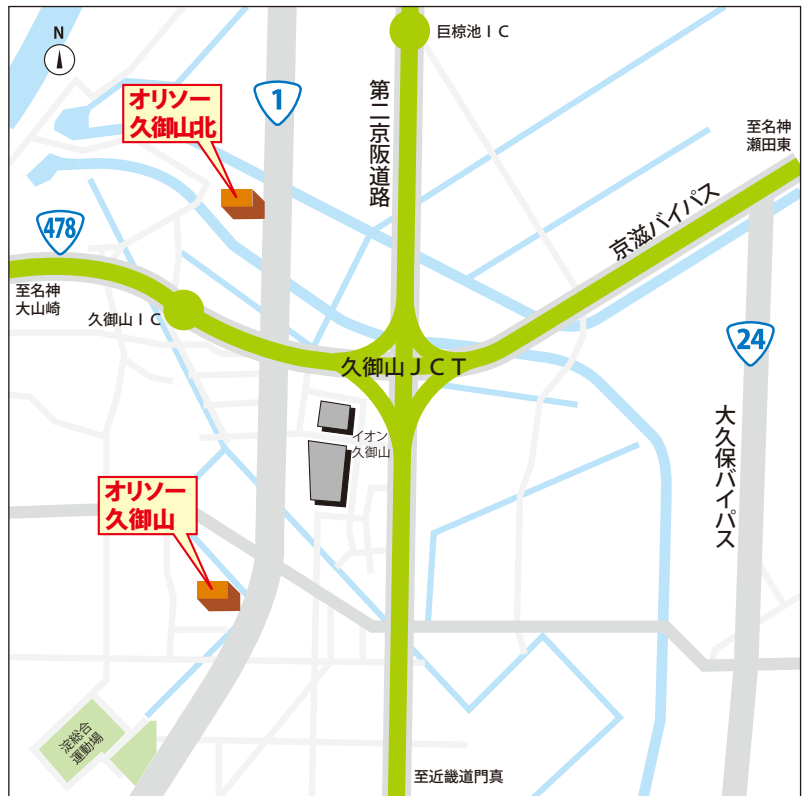 N
巨椋池ＩＣ
オリソー
久御山北
1
第二京阪道路
至名神
瀬田東
京滋バイパス
478
至名神
大山崎
久御山ＩＣ
24
久御山ＪＣＴ
イオン
久御山
大久保バイパス
オリソー
久御山
淀総合
運動場
至近畿道門真